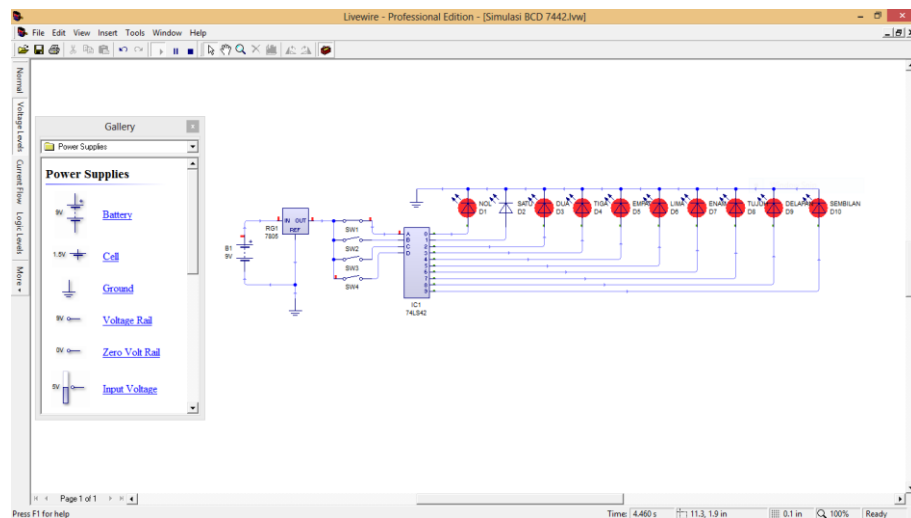 Livewire - Professional Edition - [Simulasi BCD 7442.lvw]
File Edit View Insert Tools Window Help
Normal
Voltage Levels
Current Flow
Logic Levels
More
Gallery
Power Supplies
Power Supplies
9V
Battery
1.5V
Cell
Ground
9V
Voltage Rail
0V
Zero Volt Rail
5V
Input Voltage
B1
9V
IN OUT
REF
RG1
7805
SW1
SW2
SW3
SW4
A
B
C
D
0
1
2
3
4
5
6
7
8
9
IC1
74LS42
NOL
D1
SATU
D2
DUA
D3
TIGA
D4
EMPA
D5
LIMA
D6
ENAM
D7
TUJU
D8
DELAPA
D9
SEMBILAN
D10
Page 1 of 1
Press F1 for help
Time: 4.460 s
11.3, 1.9 in
0.1 in
100%
Ready